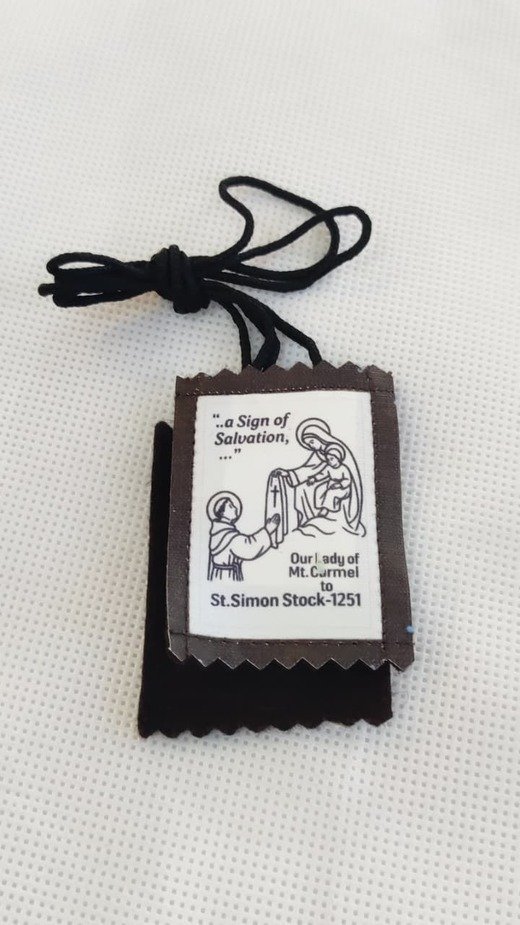 "..a Sign of
Salvation,
..."
Our Lady of
Mt. Carmel
to
St.Simon Stock-1251